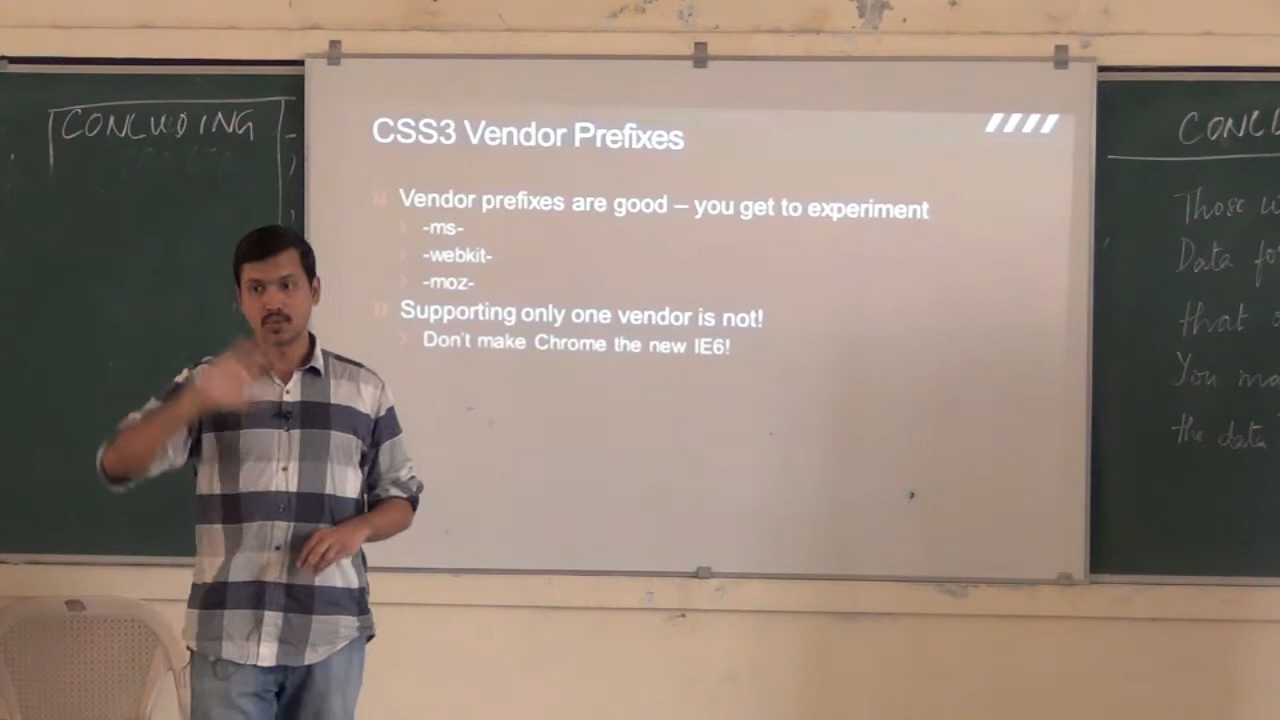 CONCLUDING
CSS3 Vendor Prefixes
Vendor prefixes are good – you get to experiment
-ms-
-webkit-
-moz-
Supporting only one vendor is not!
Don't make Chrome the new IE6!
Those
Data
that
You
the data